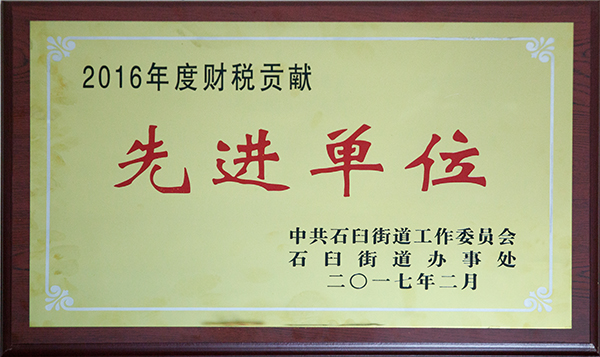 2016年度财税贡献
先进单位
中共石臼街道工作委员会
石臼街道办事处
二〇一七年二月